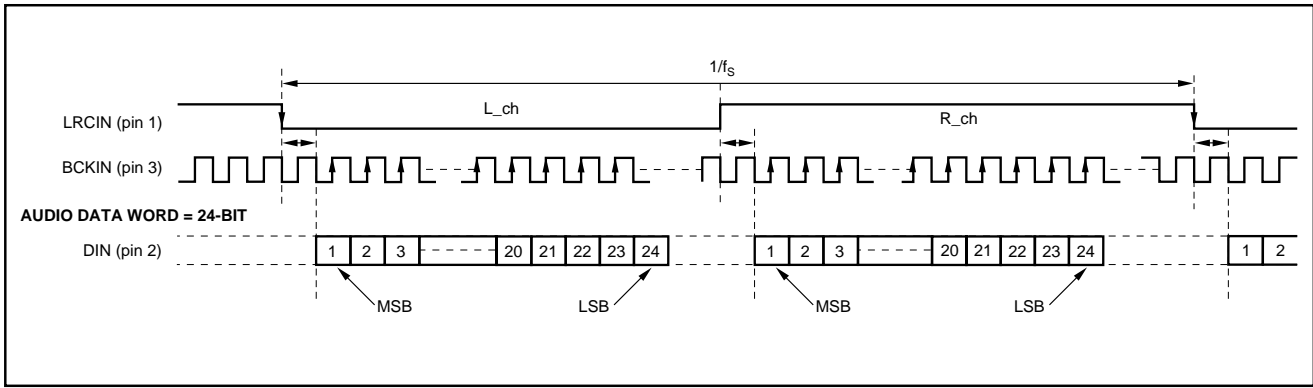 1/fS
L_ch
R_ch
LRCIN (pin 1)
BCKIN (pin 3)
AUDIO DATA WORD = 24-BIT
DIN (pin 2)
1 2 3 20 21 22 23 24 1 2 3 20 21 22 23 24 1 2
MSB LSB MSB LSB